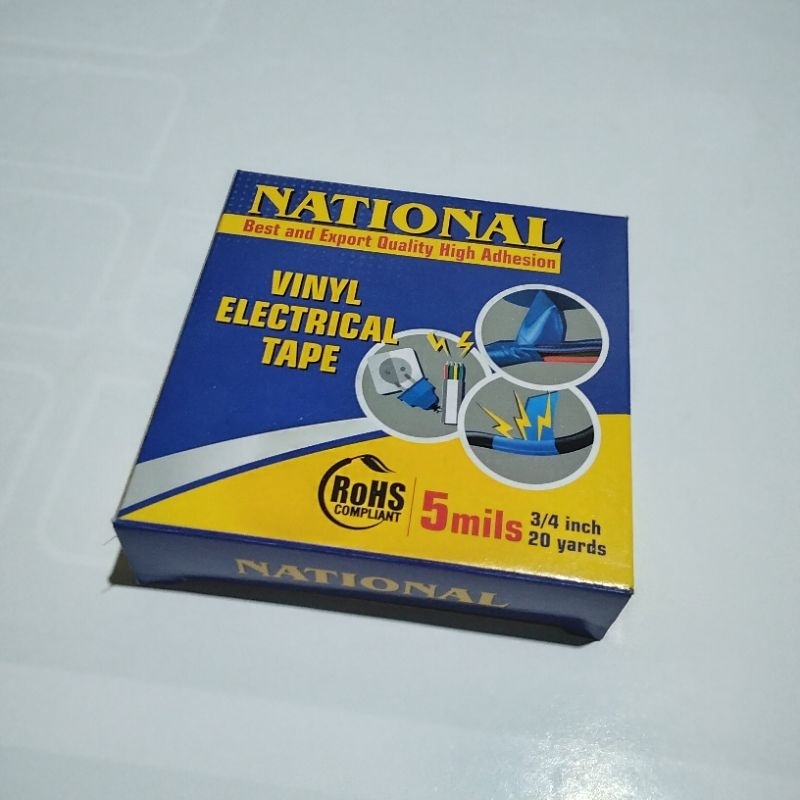 NATIONAL
Best and Export Quality High Adhesion
VINYL
ELECTRICAL
TAPE
RoHS
COMPLIANT
5mils
3/4 inch
20 yards
NATIONAL